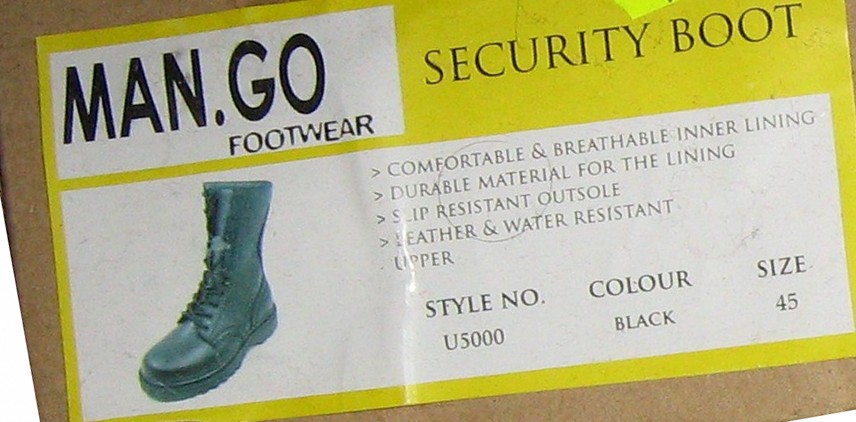 MAN.GO
FOOTWEAR
SECURITY BOOT
> COMFORTABLE & BREATHABLE INNER LINING
> DURABLE MATERIAL FOR THE LINING
> SLIP RESISTANT OUTSOLE
> LEATHER & WATER RESISTANT
UPPER
STYLE NO. COLOUR SIZE
U5000 BLACK 45